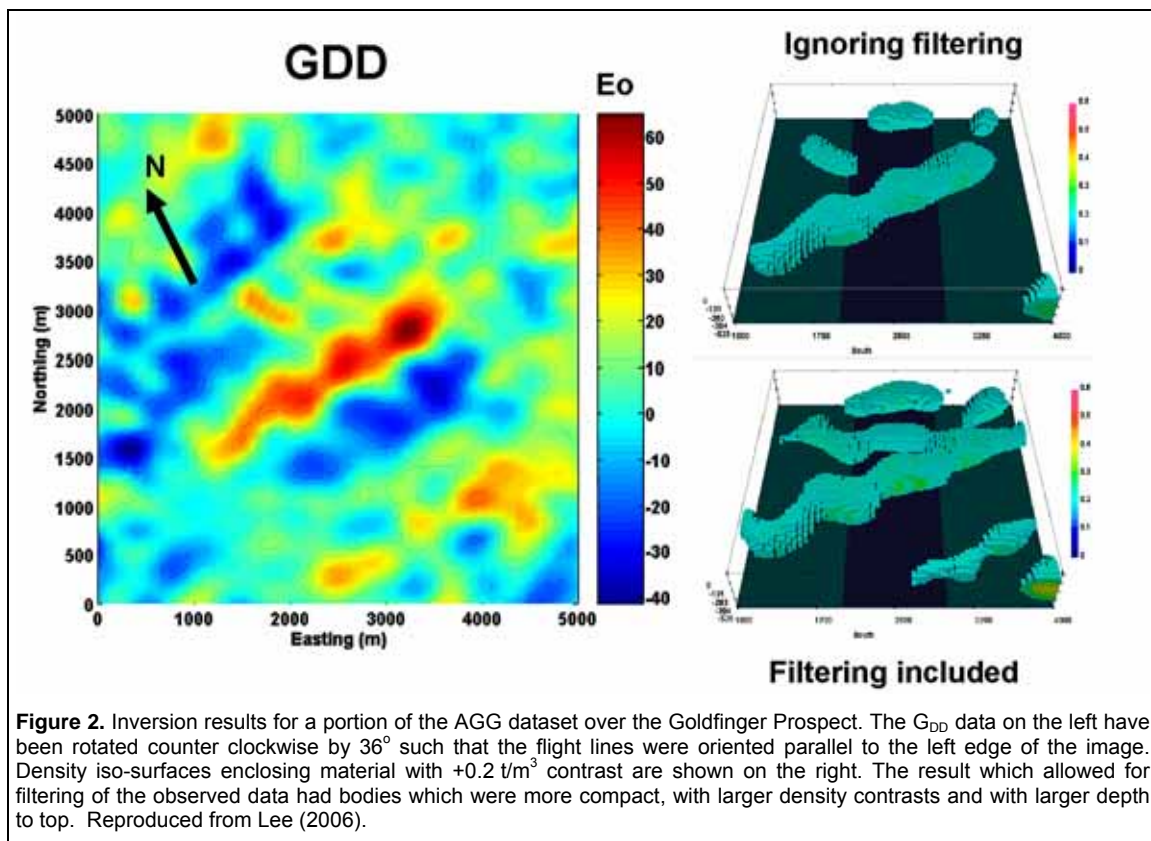 GDD
Eo
5000
4500
4000
3500
3000
2500
2000
1500
1000
500
0
Northing (m)
N
0 1000 2000 3000 4000 5000
Easting (m)
60
50
40
30
20
10
0
-10
-20
-30
-40
Ignoring filtering
South
South
Filtering included
Figure 2. Inversion results for a portion of the AGG dataset over the Goldfinger Prospect. The GDD data on the left have
been rotated counter clockwise by 36° such that the flight lines were oriented parallel to the left edge of the image.
Density iso-surfaces enclosing material with +0.2 t/m³ contrast are shown on the right. The result which allowed for
filtering of the observed data had bodies which were more compact, with larger density contrasts and with larger depth
to top. Reproduced from Lee (2006).